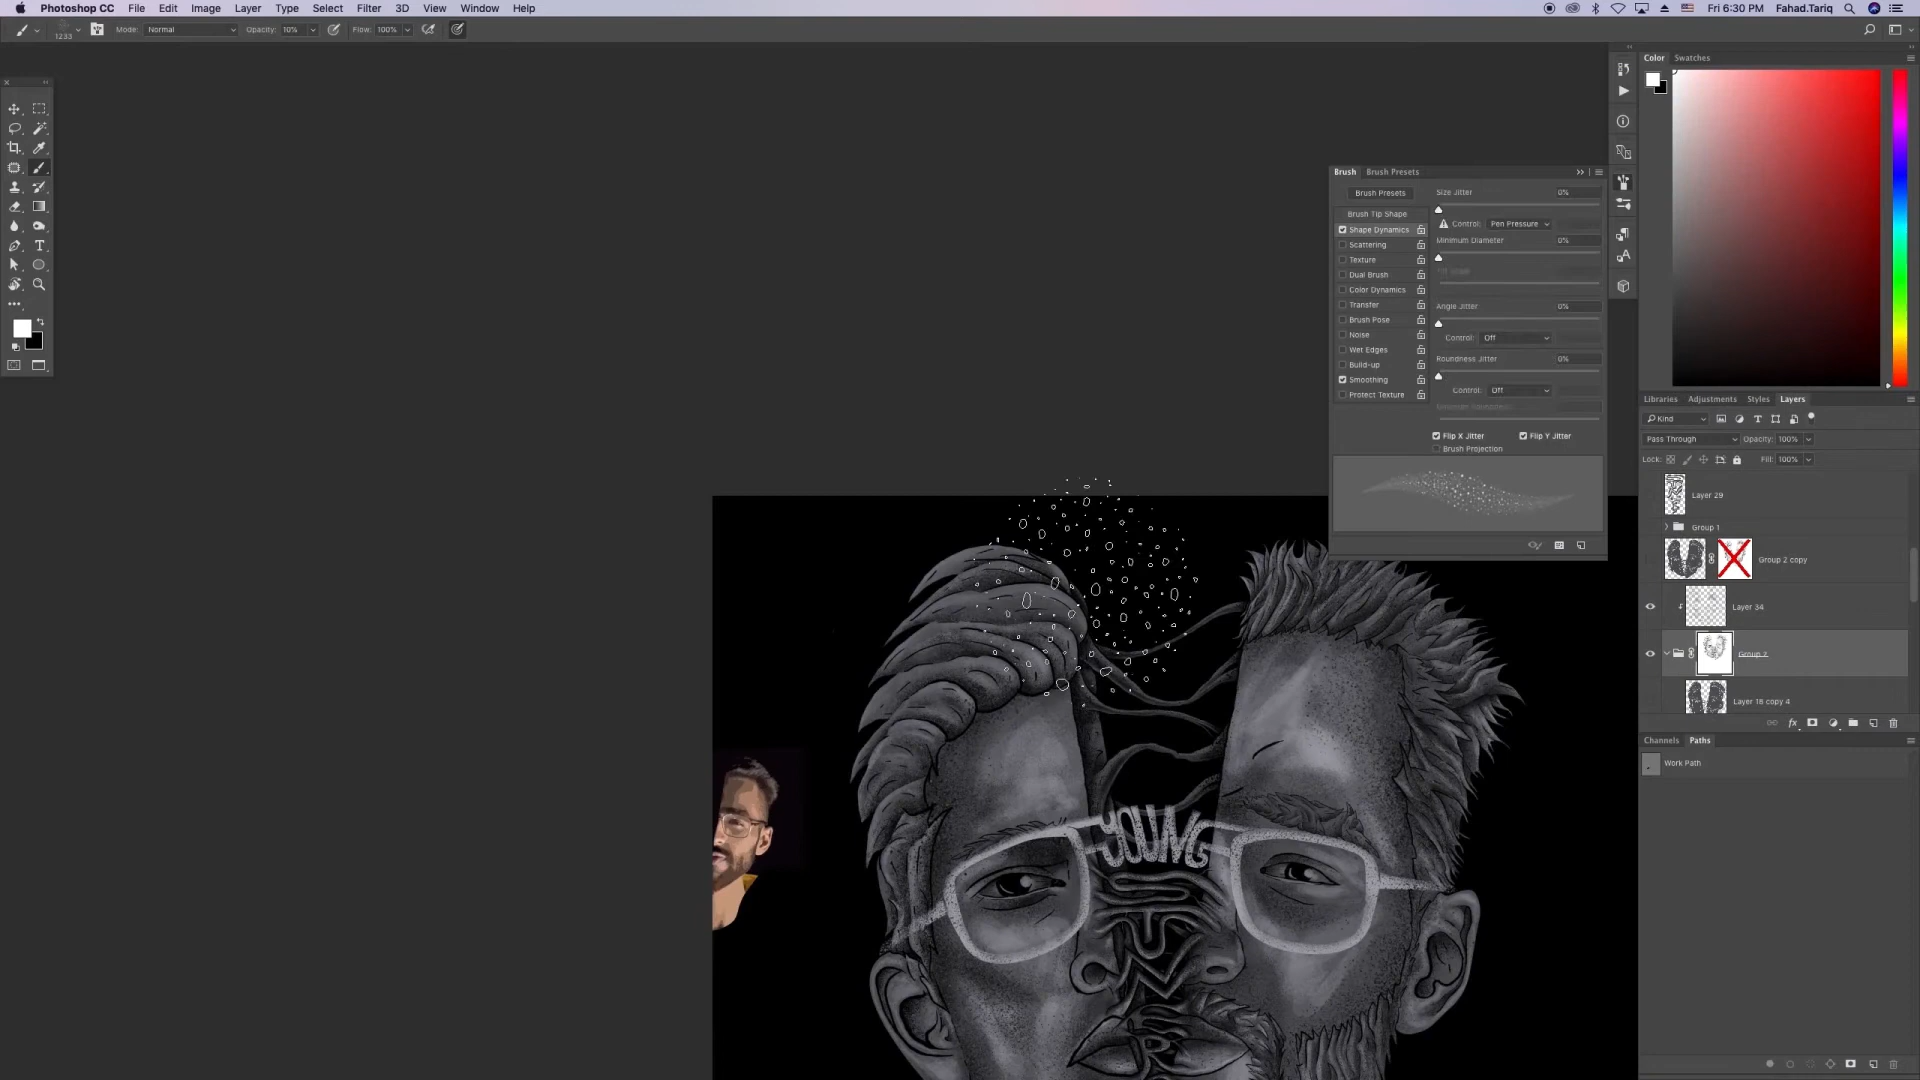 Photoshop CC File Edit Image Layer Type Select Filter 3D View Window Help Fri 6:30 PM Fahad.Tariq
1233 Mode: Normal Opacity: 10% Flow: 100%
Color Swatches
Brush Brush Presets
Brush Presets Size Jitter 0%
Brush Tip Shape
Shape Dynamics Control: Pen Pressure
Scattering Minimum Diameter 0%
Texture
Dual Brush
Color Dynamics
Transfer Angle Jitter 0%
Brush Pose
Noise Control: Off
Wet Edges
Build-up Roundness Jitter 0%
Smoothing
Protect Texture Control: Off
Flip X Jitter Flip Y Jitter
Brush Projection
Libraries Adjustments Styles Layers
Kind
Pass Through Opacity: 100%
Lock: Fill: 100%
Layer 29
Group 1
Group 2 copy
Layer 34
Group 2
Layer 18 copy 4
Channels Paths
Work Path
YOUNG